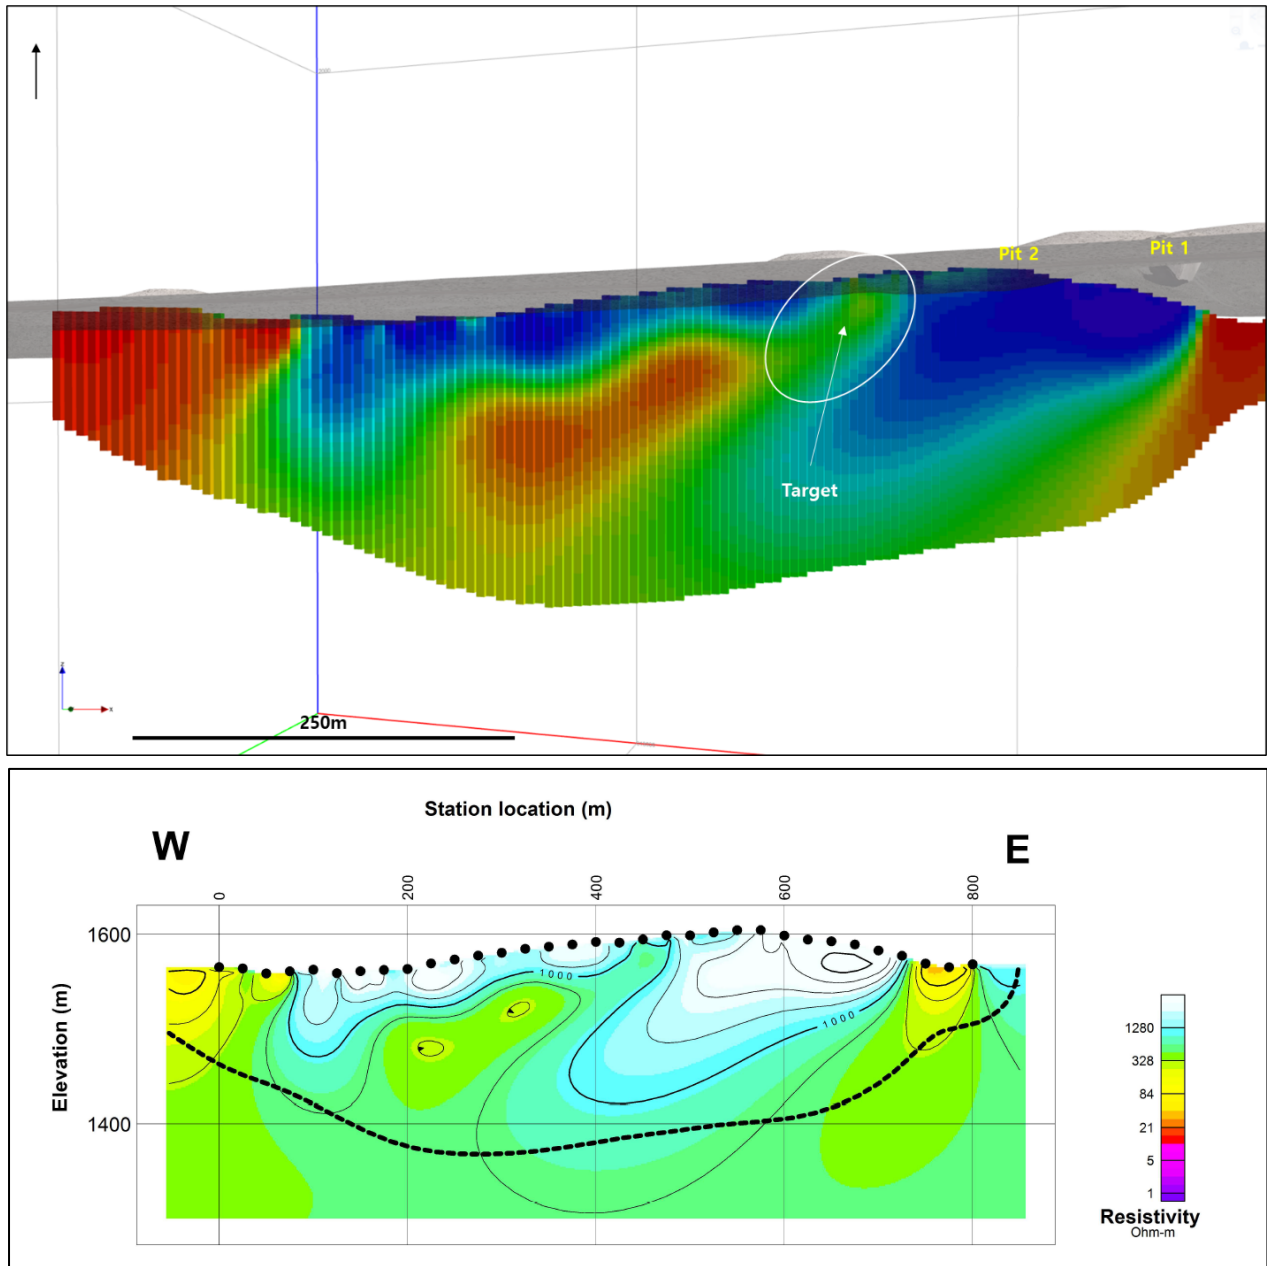 Pit 2
Pit 1
Target
250m
z
x
Station location (m)
W
E
0
200
400
600
800
1600
1400
Elevation (m)
1000
1000
1280
328
84
21
5
1
Resistivity
Ohm-m